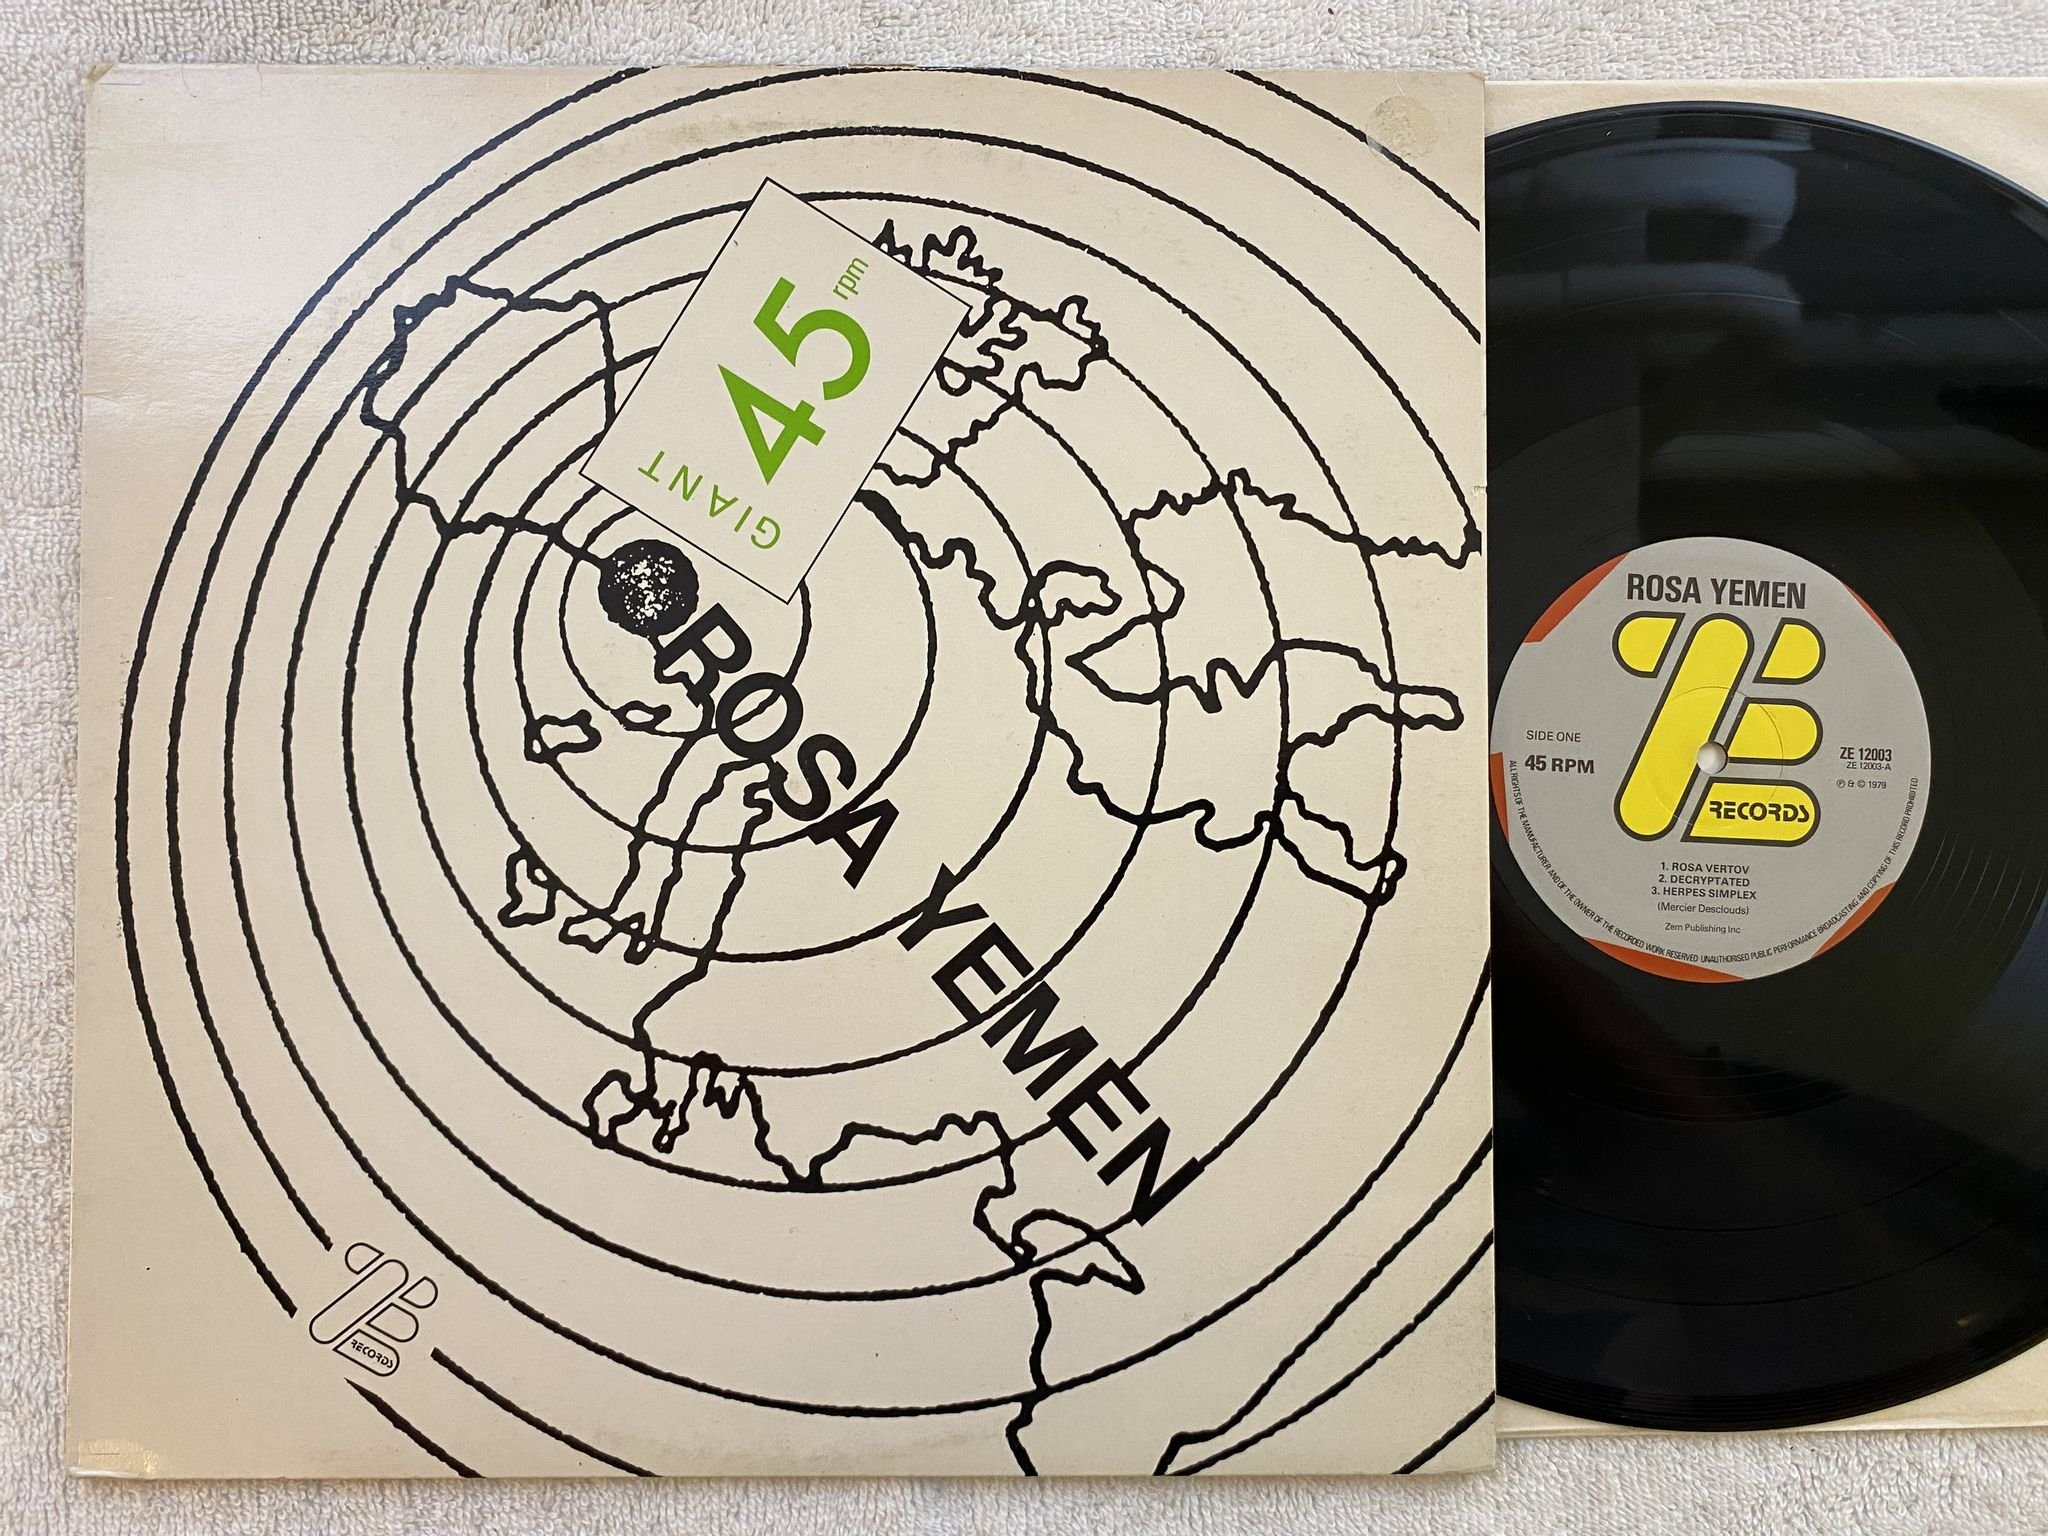 GIANT
45 rpm
ROSA YEMEN
RECORDS
ROSA YEMEN
ZE
RECORDS
SIDE ONE
45 RPM
ZE 12003
ZE 12003-A
℗ & © 1979
1. ROSA VERTOV
2. DECRYPTATED
3. HERPES SIMPLEX
(Mercier Desclouds)
Zem Publishing Inc
ALL RIGHTS OF THE MANUFACTURER AND OF THE OWNER OF THE RECORDED WORK RESERVED UNAUTHORISED PUBLIC PERFORMANCE BROADCASTING AND COPYING OF THIS RECORD PROHIBITED